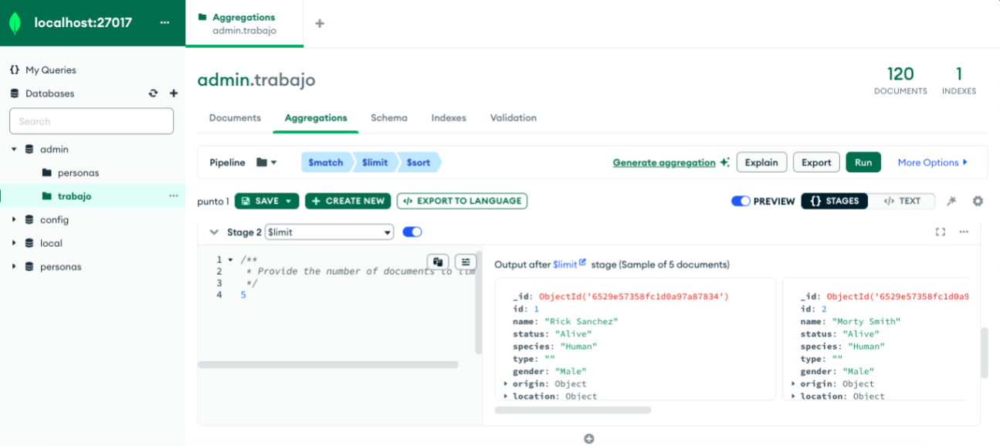 localhost:27017 ...
Aggregations
admin.trabajo
+
{} My Queries
Databases +
Search
admin
personas
trabajo ...
config
local
personas
admin.trabajo
120
DOCUMENTS
1
INDEXES
Documents Aggregations Schema Indexes Validation
Pipeline $match $limit $sort Generate aggregation Explain Export Run More Options
punto 1 SAVE + CREATE NEW </> EXPORT TO LANGUAGE PREVIEW {} STAGES </> TEXT
Stage 2 $limit ...
1 /**
2 * Provide the number of documents to lim
3 */
4 5
Output after $limit stage (Sample of 5 documents)
_id: ObjectId('6529e57358fc1d0a97a87834')
id: 1
name: "Rick Sanchez"
status: "Alive"
species: "Human"
type: ""
gender: "Male"
origin: Object
location: Object
_id: ObjectId('6529e57358fc1d0a9
id: 2
name: "Morty Smith"
status: "Alive"
species: "Human"
type: ""
gender: "Male"
origin: Object
location: Object
+